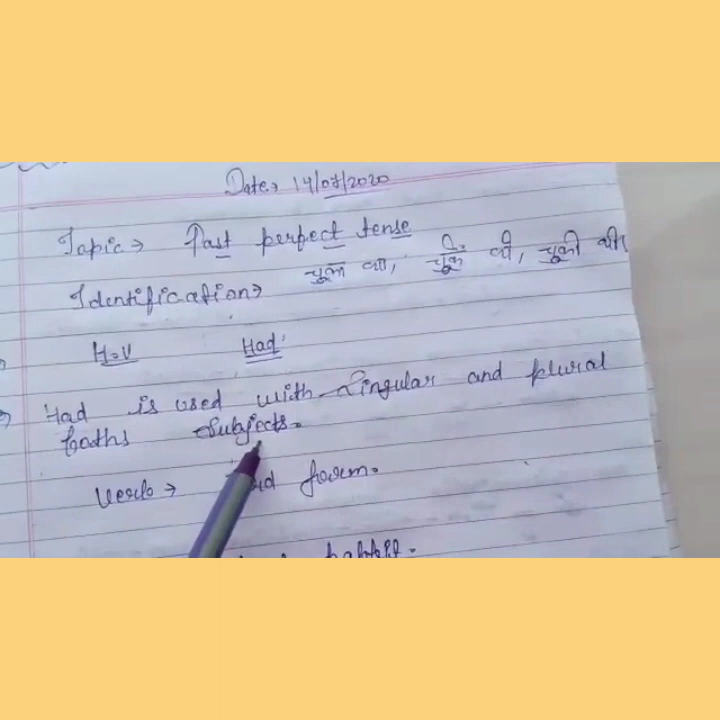 Date→ 14/07/2020
Topic→ Past perfect tense
Identification→ चुका था, चुके थे, चुकी थी।
H.V Had
Had is used with singular and plural
boths subjects.
Verb→ form.